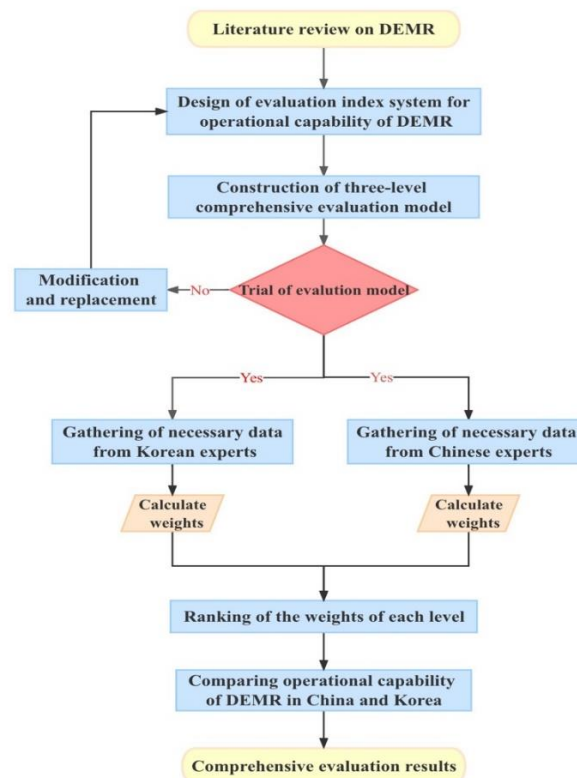 Literature review on DEMR
Design of evaluation index system for
operational capability of DEMR
Construction of three-level
comprehensive evaluation model
Modification
and replacement
No
Trial of evalution model
Yes
Yes
Gathering of necessary data
from Korean experts
Gathering of necessary data
from Chinese experts
Calculate
weights
Calculate
weights
Ranking of the weights of each level
Comparing operational capability
of DEMR in China and Korea
Comprehensive evaluation results